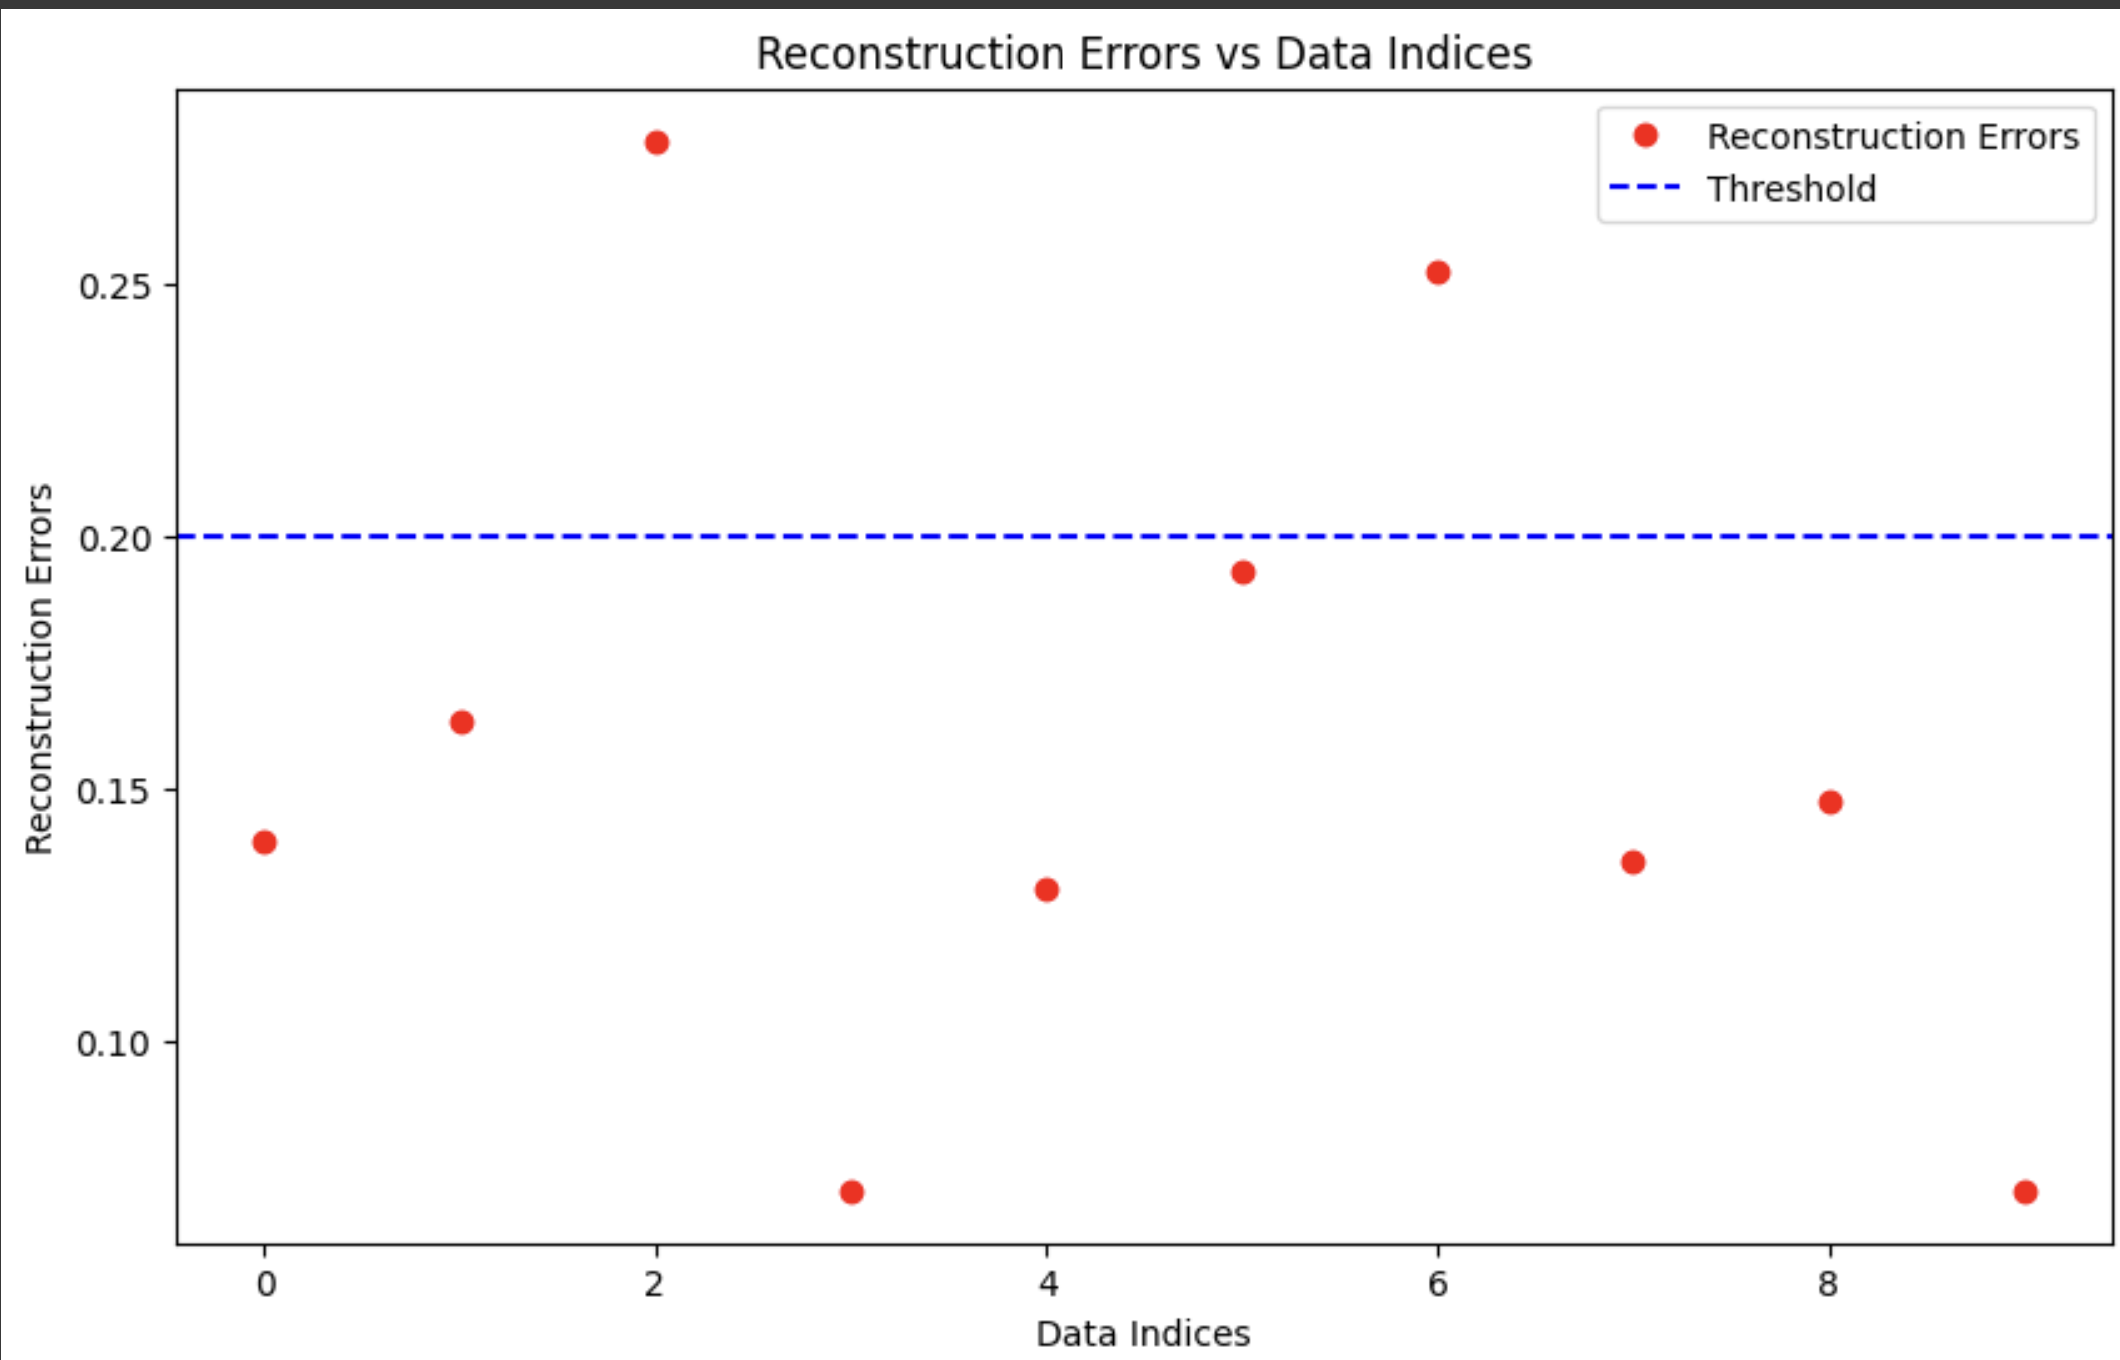 Reconstruction Errors vs Data Indices
Reconstruction Errors
Threshold
0.25
0.20
0.15
0.10
Reconstruction Errors
0 2 4 6 8
Data Indices